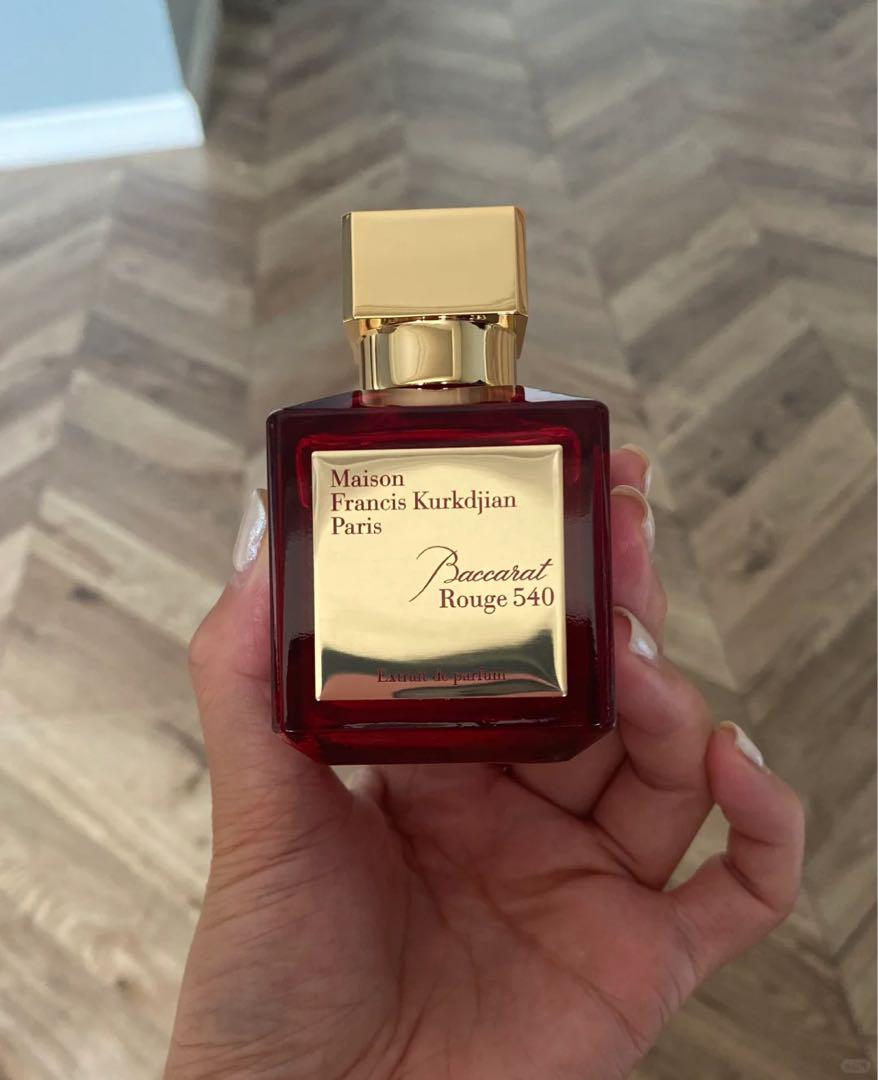 Maison
Francis Kurkdjian
Paris
Baccarat
Rouge 540
Extrait de parfum